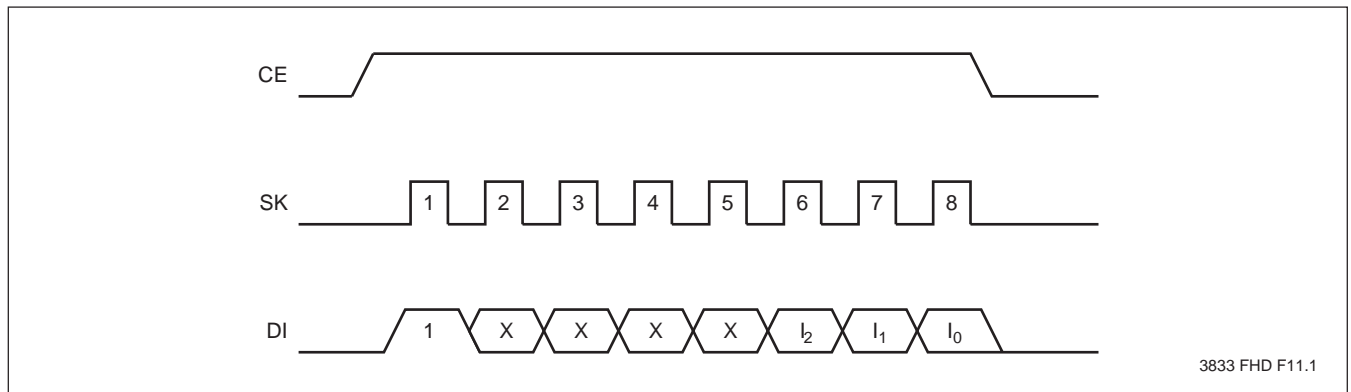 CE
SK 1 2 3 4 5 6 7 8
DI 1 X X X X I₂ I₁ I₀
3833 FHD F11.1